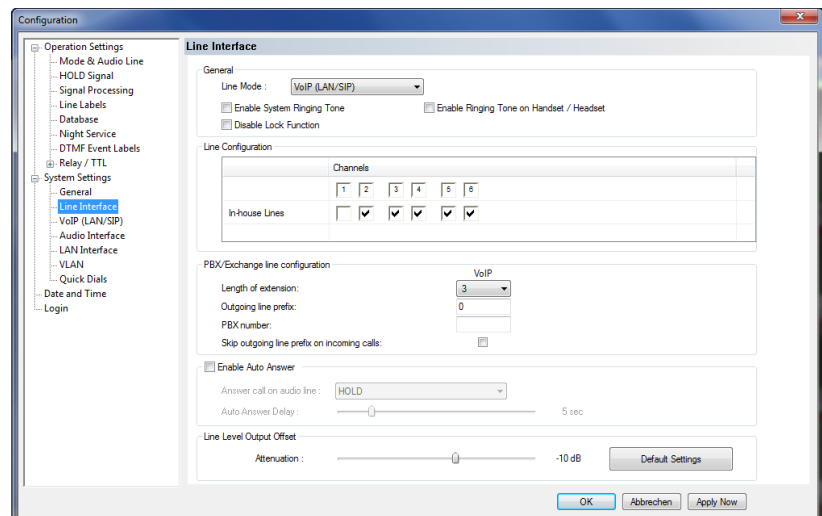 Configuration
Operation Settings
Mode & Audio Line
HOLD Signal
Signal Processing
Line Labels
Database
Night Service
DTMF Event Labels
Relay / TTL
System Settings
General
Line Interface
VoIP (LAN/SIP)
Audio Interface
LAN Interface
VLAN
Quick Dials
Date and Time
Login
Line Interface
General
Line Mode : VoIP (LAN/SIP)
Enable System Ringing Tone Enable Ringing Tone on Handset / Headset
Disable Lock Function
Line Configuration
Channels
1 2 3 4 5 6
In-house Lines
PBX/Exchange line configuration
VoIP
Length of extension: 3
Outgoing line prefix: 0
PBX number:
Skip outgoing line prefix on incoming calls:
Enable Auto Answer
Answer call on audio line : HOLD
Auto Answer Delay : 5 sec
Line Level Output Offset
Attenuation : -10 dB Default Settings
OK Abbrechen Apply Now